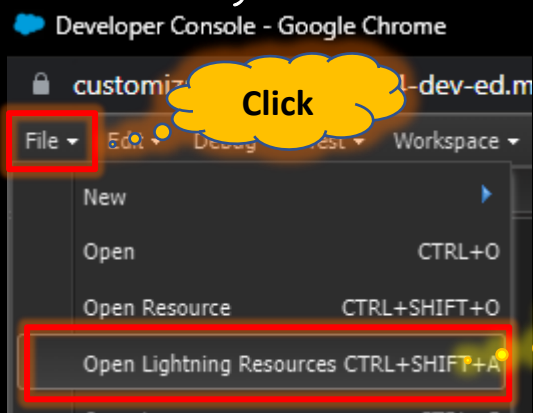 Developer Console - Google Chrome
-dev-ed.m
Click
File Edit Workspace
New
Open CTRL+O
Open Resource CTRL+SHIFT+O
Open Lightning Resources CTRL+SHIFT+A